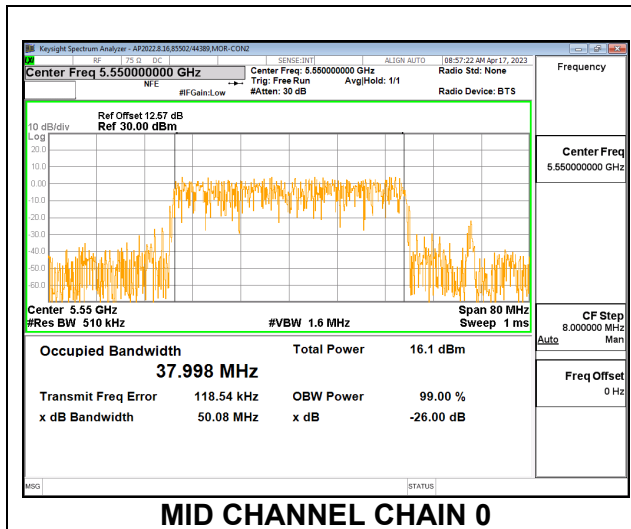 Keysight Spectrum Analyzer - AP2022.8.16,85502/44389,MOR-CON2
RF 75 Ω DC SENSE:INT ALIGN AUTO 08:57:22 AM Apr 17, 2023
Center Freq 5.550000000 GHz Center Freq: 5.550000000 GHz Radio Std: None
NFE Trig: Free Run Avg|Hold: 1/1
#IFGain:Low #Atten: 30 dB Radio Device: BTS
Frequency
Ref Offset 12.57 dB
10 dB/div Ref 30.00 dBm
Log
20.0
10.0
0.00
-10.0
-20.0
-30.0
-40.0
-50.0
-60.0
Center 5.55 GHz Span 80 MHz
#Res BW 510 kHz #VBW 1.6 MHz Sweep 1 ms
Center Freq
5.550000000 GHz
CF Step
8.000000 MHz
Auto Man
Freq Offset
0 Hz
Occupied Bandwidth Total Power 16.1 dBm
37.998 MHz
Transmit Freq Error 118.54 kHz OBW Power 99.00 %
x dB Bandwidth 50.08 MHz x dB -26.00 dB
MSG STATUS
MID CHANNEL CHAIN 0